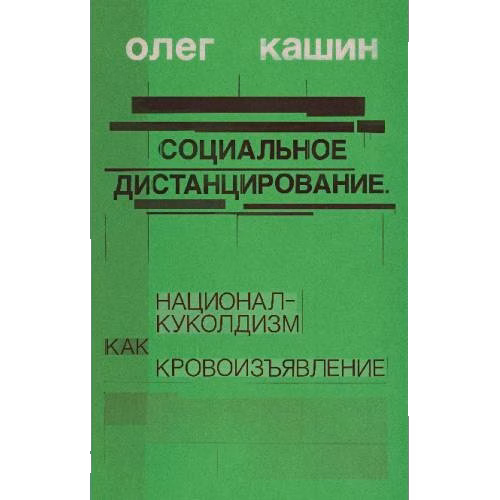 олег кашин
СОЦИАЛЬНОЕ
ДИСТАНЦИРОВАНИЕ.
НАЦИОНАЛ-
КУКОЛДИЗМ
КАК
КРОВОИЗЪЯВЛЕНИЕ